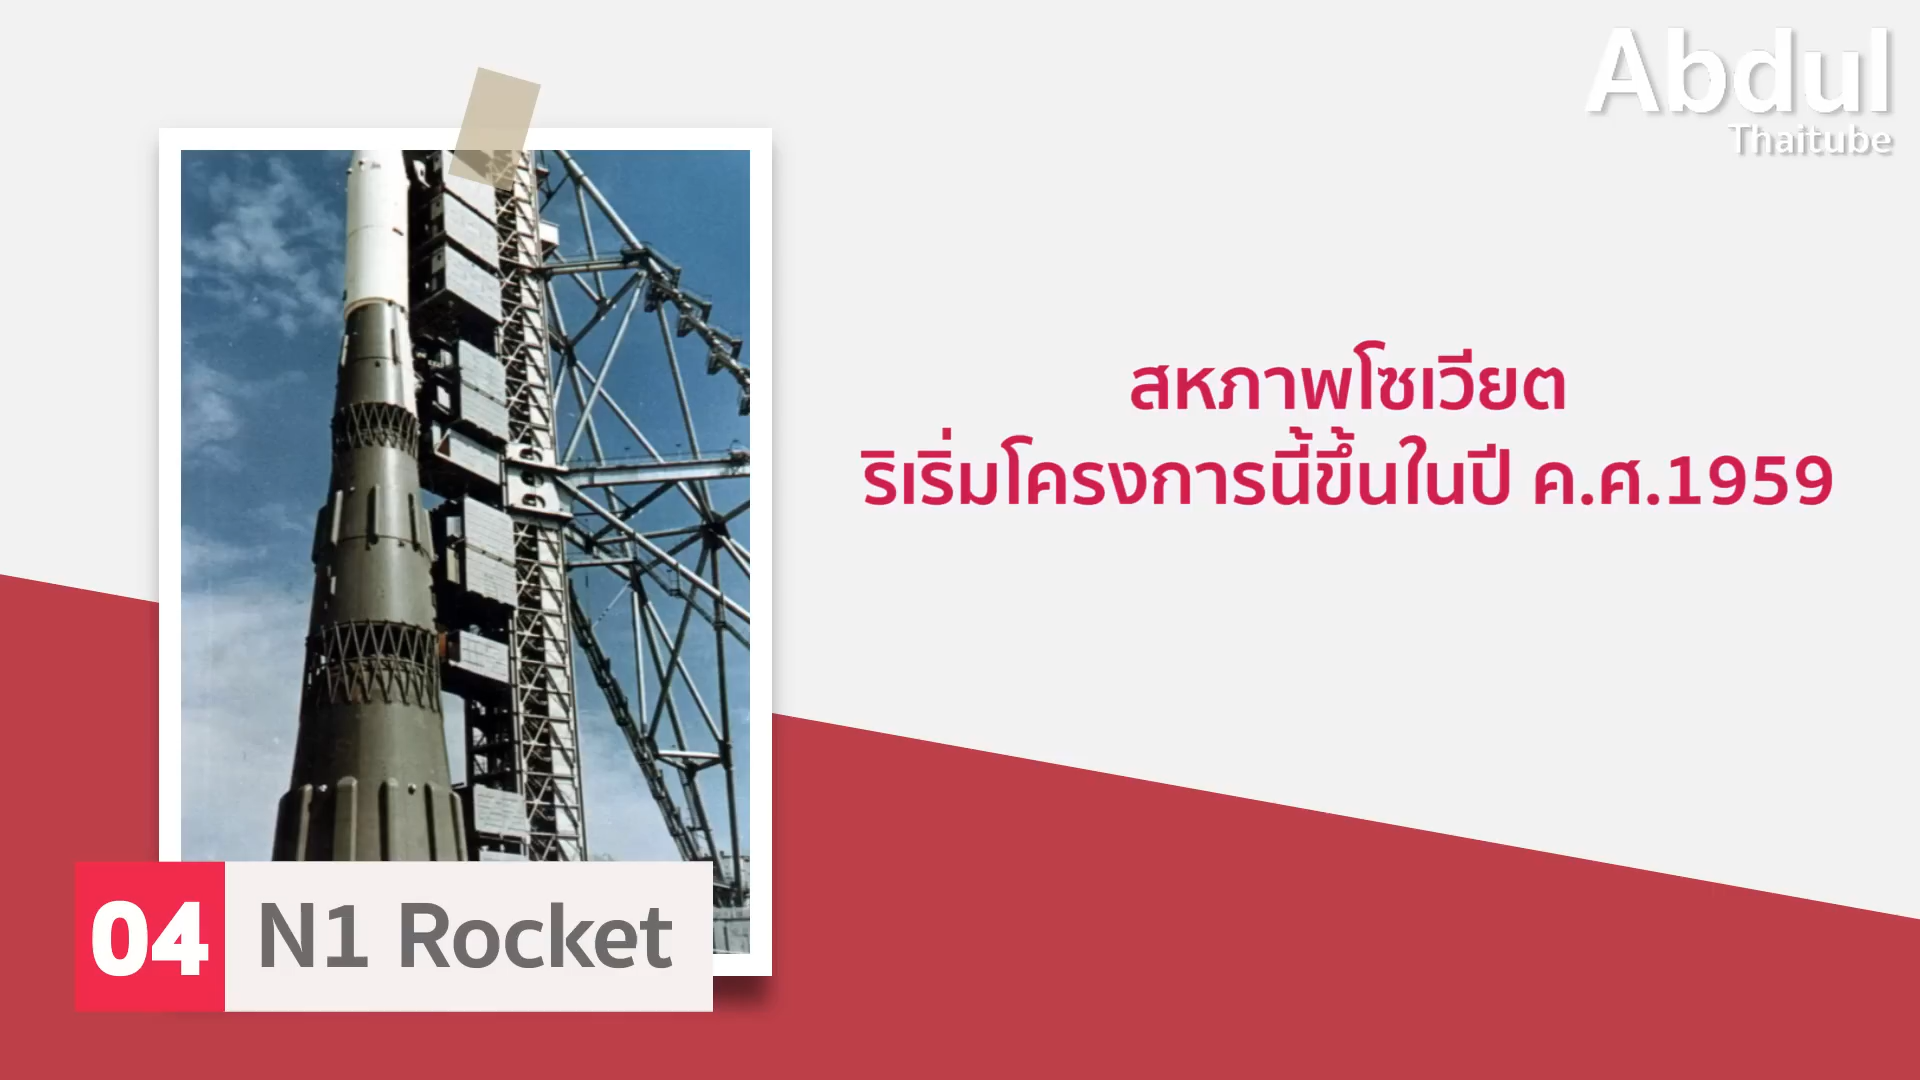 Abdul
Thaitube
สหภาพโซเวียต
ริเริ่มโครงการนี้ขึ้นในปี ค.ศ.1959
04 N1 Rocket